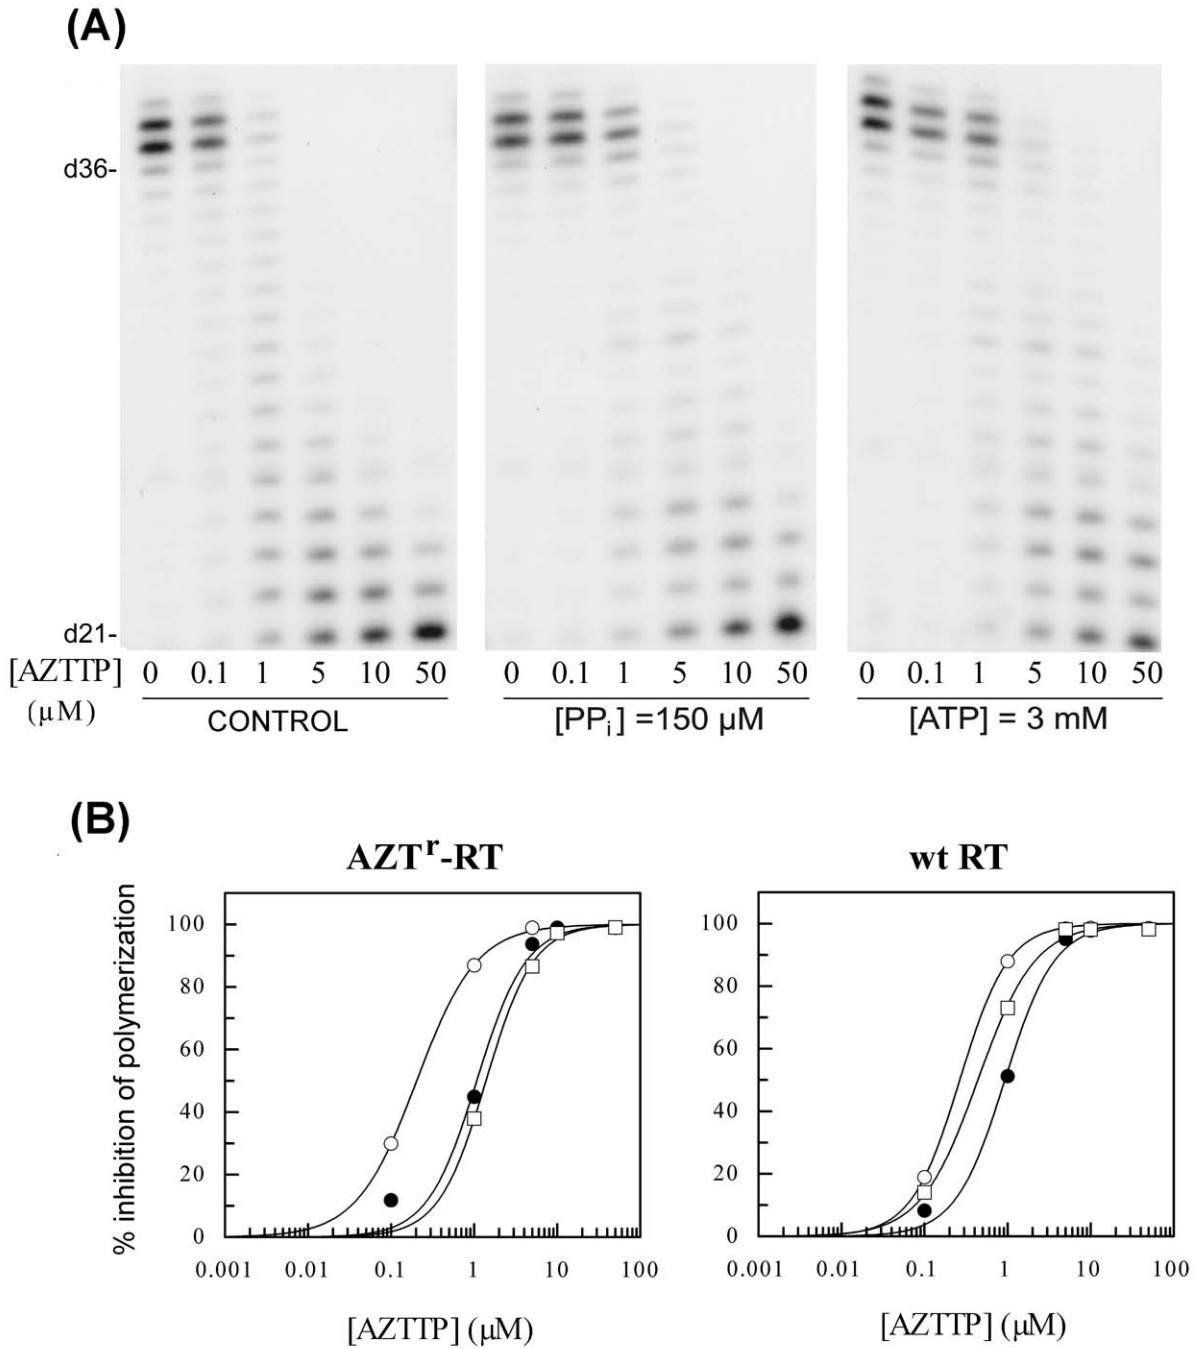 (A)
d36-
d21-
[AZTTP] 0 0.1 1 5 10 50 0 0.1 1 5 10 50 0 0.1 1 5 10 50
(µM) CONTROL [PPi] =150 µM [ATP] = 3 mM
(B)
AZTr-RT wt RT
% inhibition of polymerization
100 100
80 80
60 60
40 40
20 20
0 0
0.001 0.01 0.1 1 10 100 0.001 0.01 0.1 1 10 100
[AZTTP] (µM) [AZTTP] (µM)